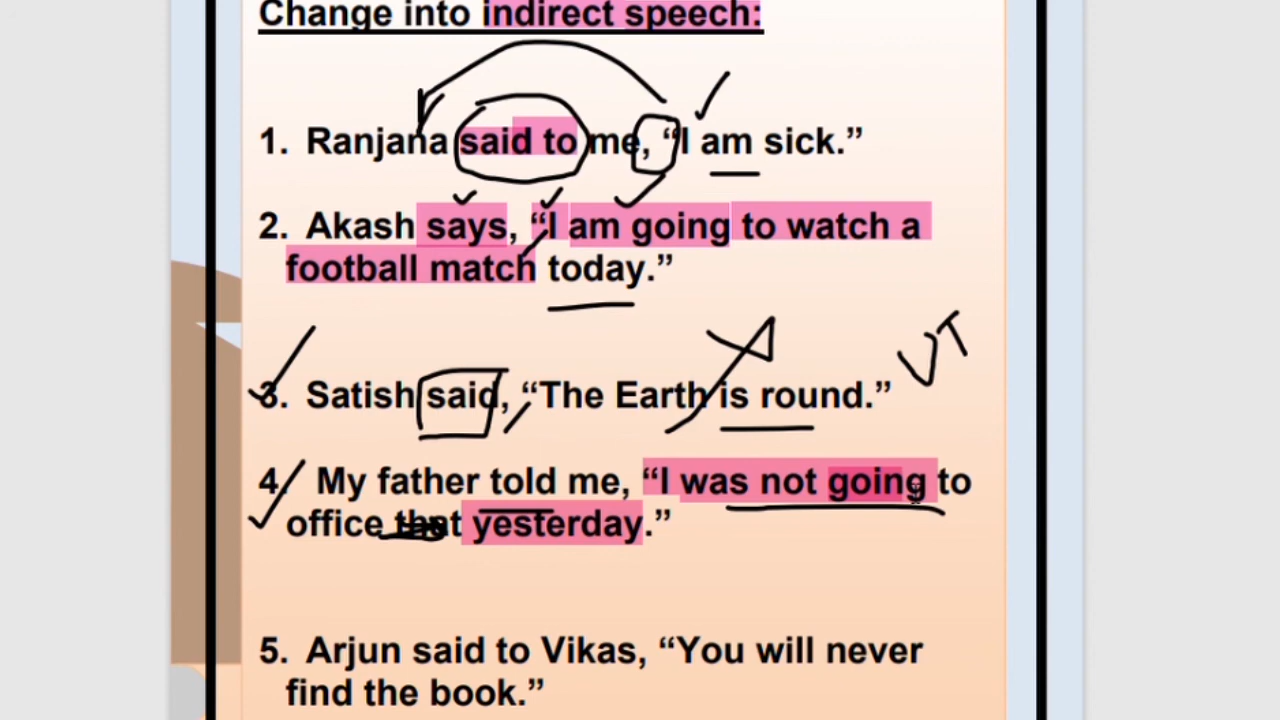 Change into indirect speech:
1. Ranjana said to me, “I am sick.”
2. Akash says, “I am going to watch a
football match today.”
3. Satish said, “The Earth is round.” VT
4. My father told me, “I was not going to
office that yesterday.”
5. Arjun said to Vikas, “You will never
find the book.”